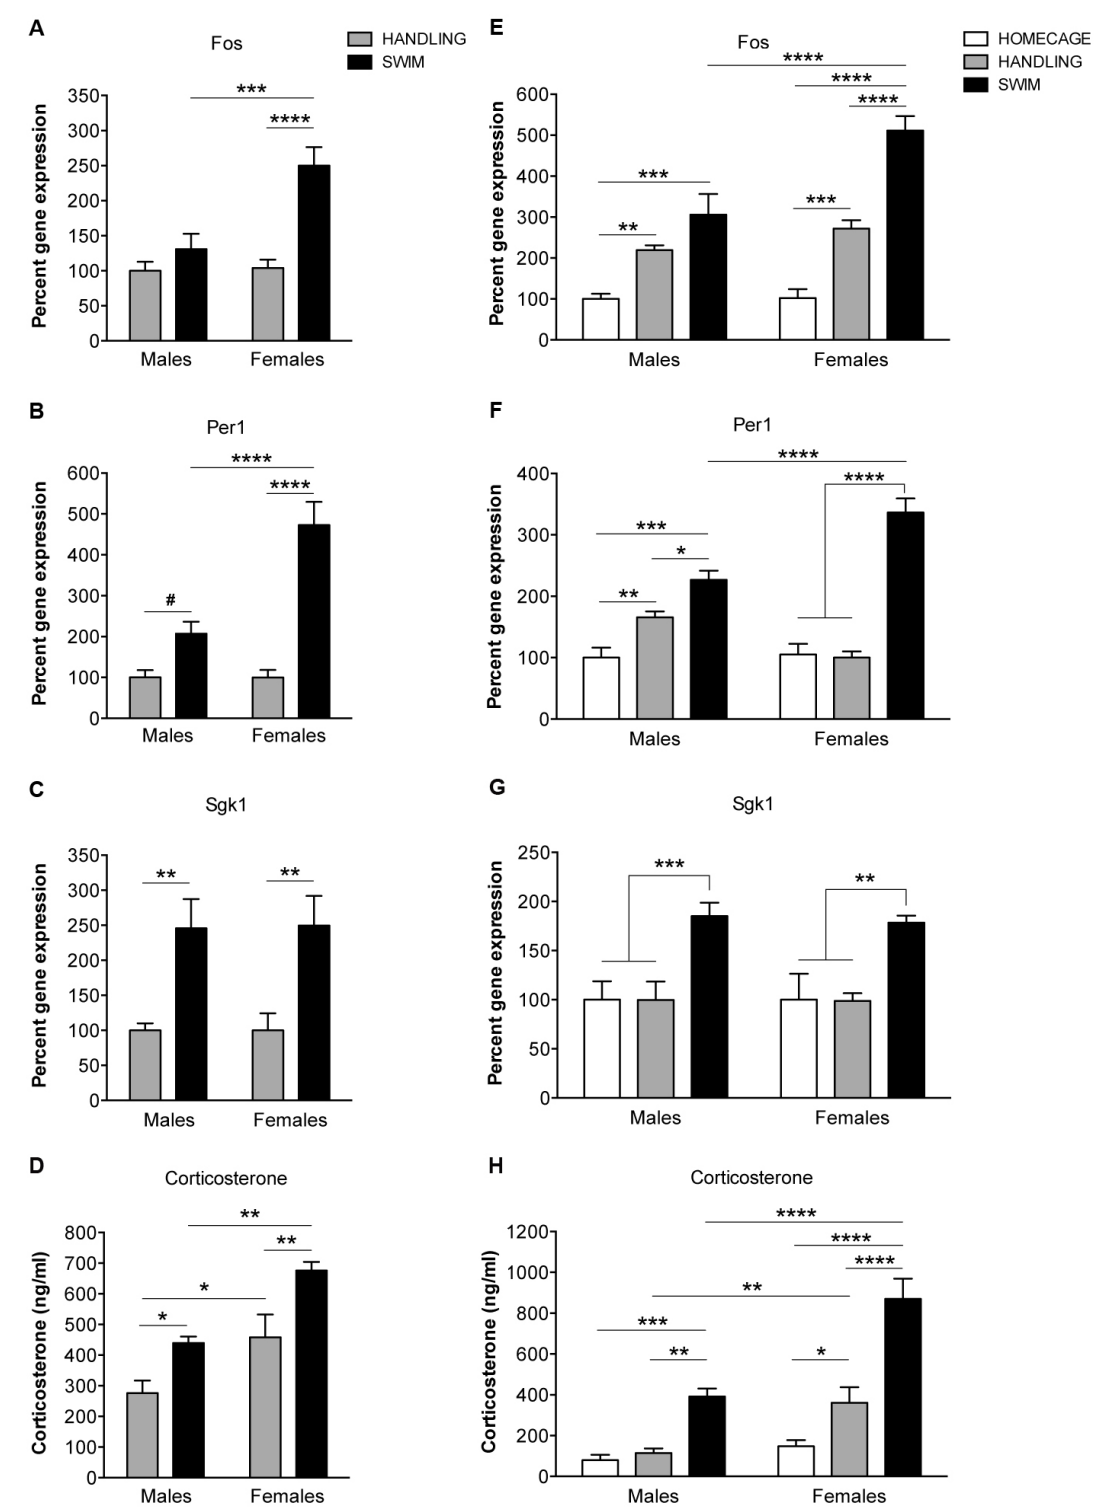 A
Fos
HANDLING
SWIM
***
****
Percent gene expression
350
300
250
200
150
100
50
0
Males Females
E
Fos
HOMECAGE
HANDLING
SWIM
****
****
****
***
**
***
Percent gene expression
600
500
400
300
200
100
0
Males Females
B
Per1
****
****
#
Percent gene expression
600
500
400
300
200
100
0
Males Females
F
Per1
****
****
***
*
**
Percent gene expression
400
300
200
100
0
Males Females
C
Sgk1
**
**
Percent gene expression
350
300
250
200
150
100
50
0
Males Females
G
Sgk1
***
**
Percent gene expression
250
200
150
100
50
0
Males Females
D
Corticosterone
**
**
*
*
Corticosterone (ng/ml)
800
700
600
500
400
300
200
100
0
Males Females
H
Corticosterone
****
****
****
**
***
**
*
Corticosterone (ng/ml)
1200
1000
800
600
400
200
0
Males Females